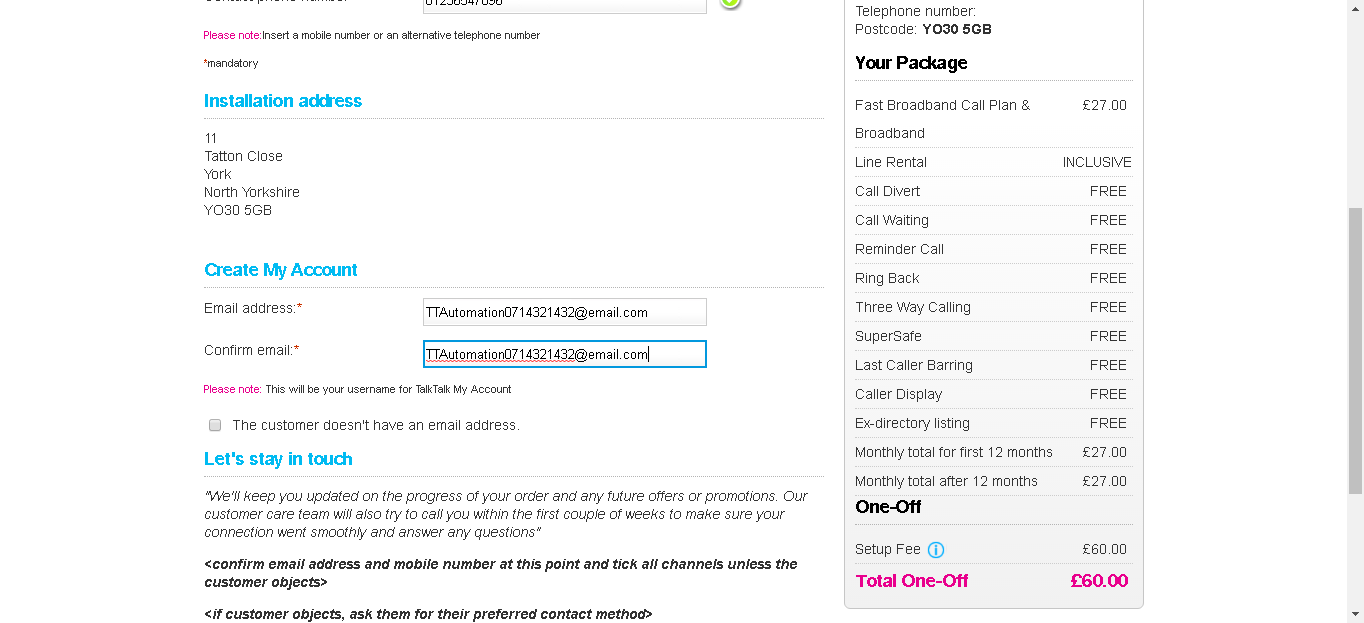 01256547896
Please note:Insert a mobile number or an alternative telephone number
*mandatory
Installation address
11
Tatton Close
York
North Yorkshire
YO30 5GB
Create My Account
Email address:*
TTAutomation0714321432@email.com
Confirm email:*
TTAutomation0714321432@email.com
Please note: This will be your username for TalkTalk My Account
The customer doesn't have an email address.
Let's stay in touch
"We'll keep you updated on the progress of your order and any future offers or promotions. Our
customer care team will also try to call you within the first couple of weeks to make sure your
connection went smoothly and answer any questions"
<confirm email address and mobile number at this point and tick all channels unless the
customer objects>
<if customer objects, ask them for their preferred contact method>
Telephone number:
Postcode: YO30 5GB
Your Package
Fast Broadband Call Plan & £27.00
Broadband
Line Rental INCLUSIVE
Call Divert FREE
Call Waiting FREE
Reminder Call FREE
Ring Back FREE
Three Way Calling FREE
SuperSafe FREE
Last Caller Barring FREE
Caller Display FREE
Ex-directory listing FREE
Monthly total for first 12 months £27.00
Monthly total after 12 months £27.00
One-Off
Setup Fee £60.00
Total One-Off £60.00